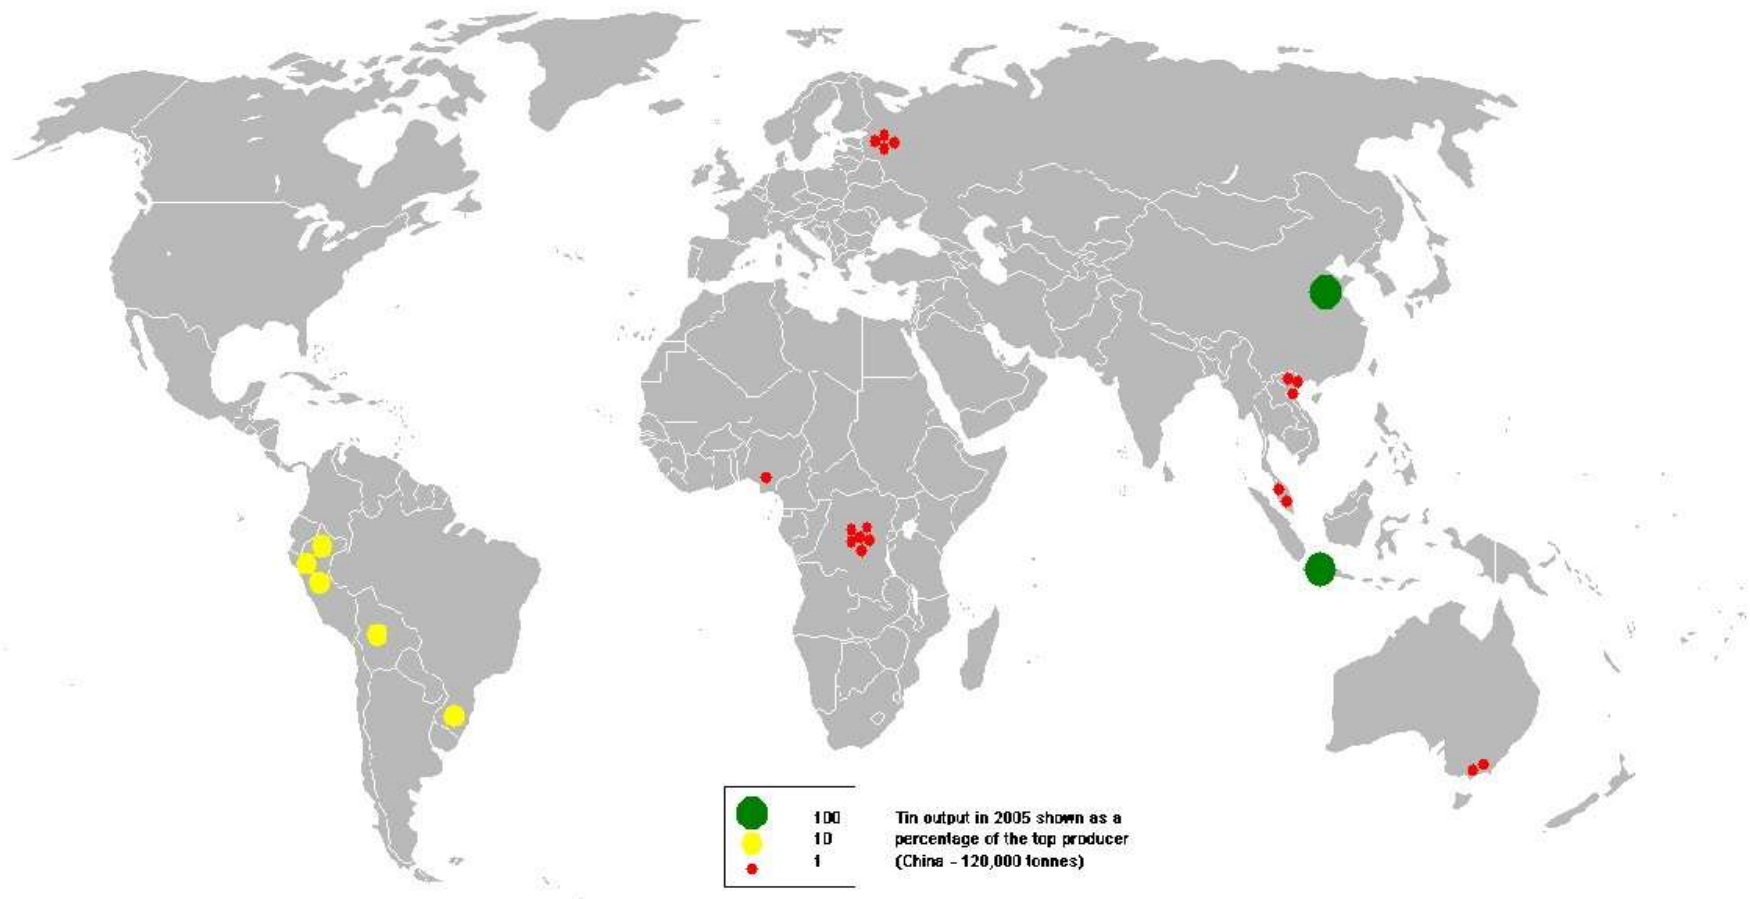 100
10
1
Tin output in 2005 shown as a
percentage of the top producer
(China - 120,000 tonnes)